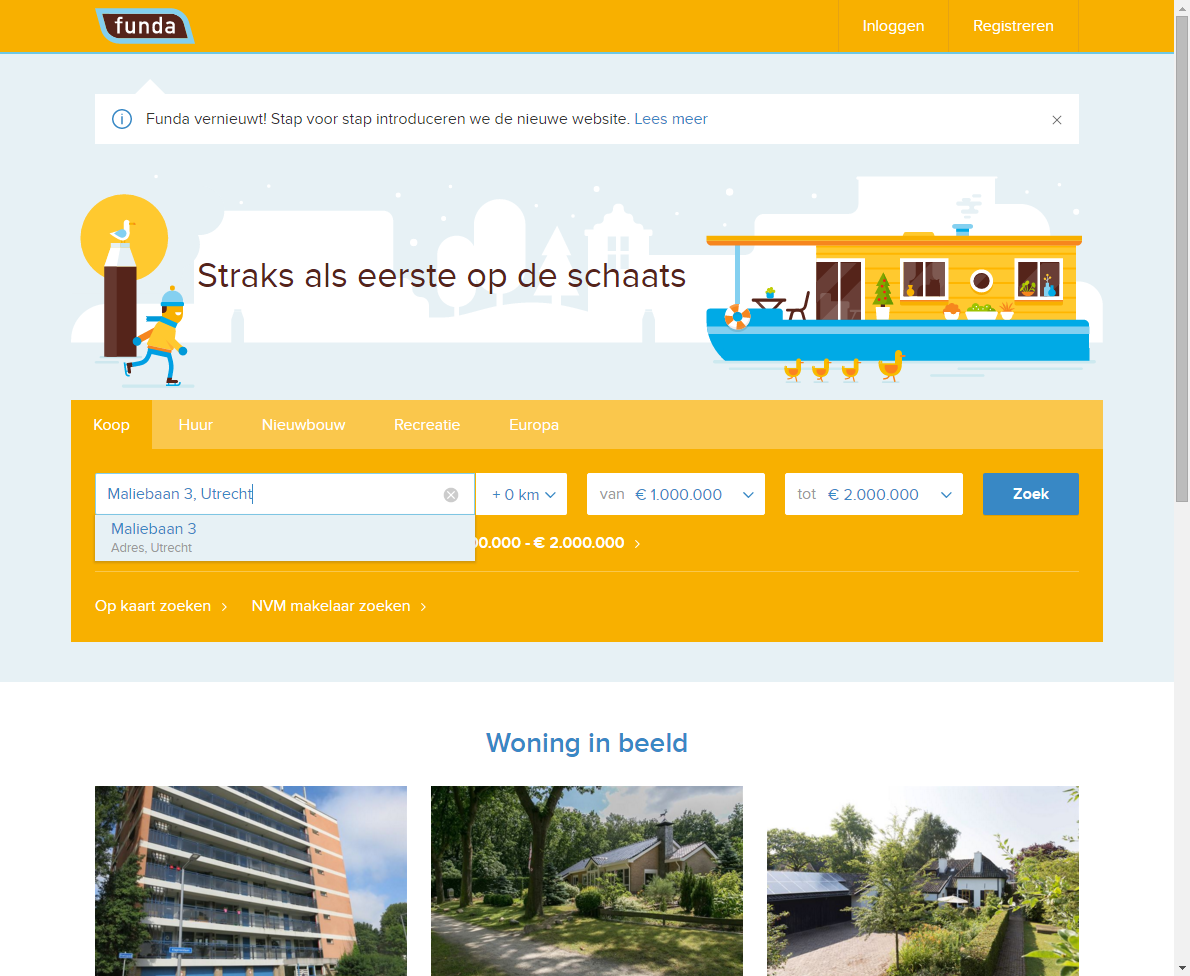 funda
Inloggen
Registreren
Funda vernieuwt! Stap voor stap introduceren we de nieuwe website. Lees meer
Straks als eerste op de schaats
Koop
Huur
Nieuwbouw
Recreatie
Europa
Maliebaan 3, Utrecht
+ 0 km
van € 1.000.000
tot € 2.000.000
Zoek
Maliebaan 3
Adres, Utrecht
00.000 - € 2.000.000
Op kaart zoeken
NVM makelaar zoeken
Woning in beeld